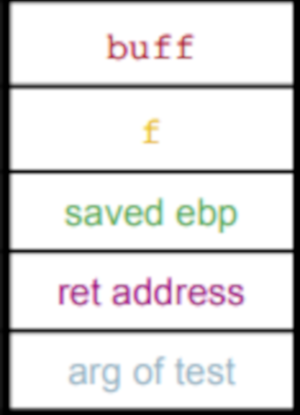 buff
f
saved ebp
ret address
arg of test